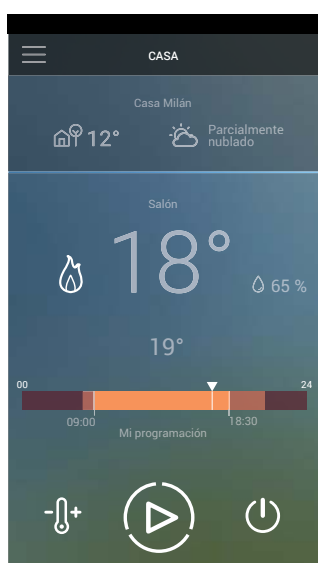 CASA
Casa Milán
12°
Parcialmente
nublado
Salón
18°
65 %
19°
00
24
09:00
18:30
Mi programación
-
+